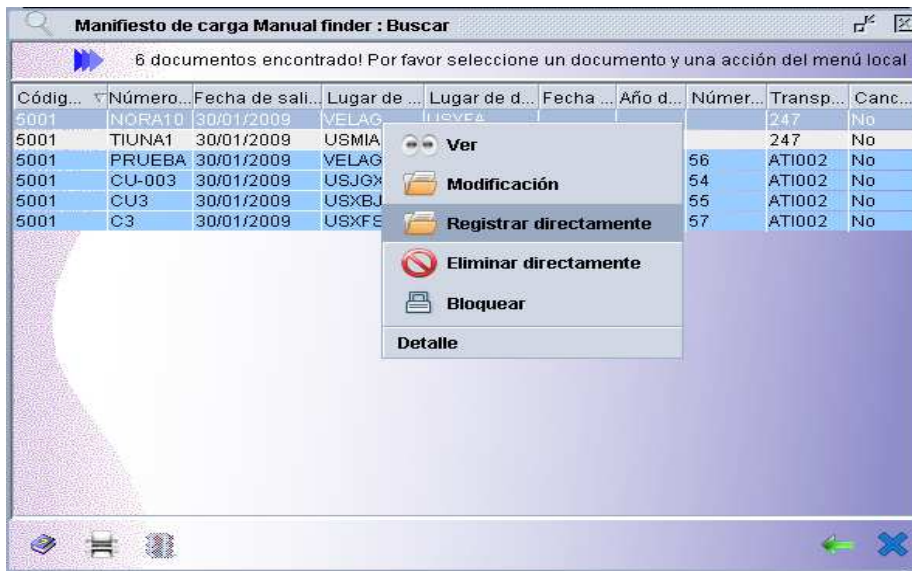 Manifiesto de carga Manual finder : Buscar
6 documentos encontrado! Por favor seleccione un documento y una acción del menú local
Códig... Número... Fecha de sali... Lugar de ... Lugar de d... Fecha ... Año d... Númer... Transp... Canc...
5001 NORA10 30/01/2009 VELAG USXFA 247 No
5001 TIUNA1 30/01/2009 USMIA 247 No
5001 PRUEBA 30/01/2009 VELAG 56 ATI002 No
5001 CU-003 30/01/2009 USJGX 54 ATI002 No
5001 CU3 30/01/2009 USXBJ 55 ATI002 No
5001 C3 30/01/2009 USXFS 57 ATI002 No
Ver
Modificación
Registrar directamente
Eliminar directamente
Bloquear
Detalle